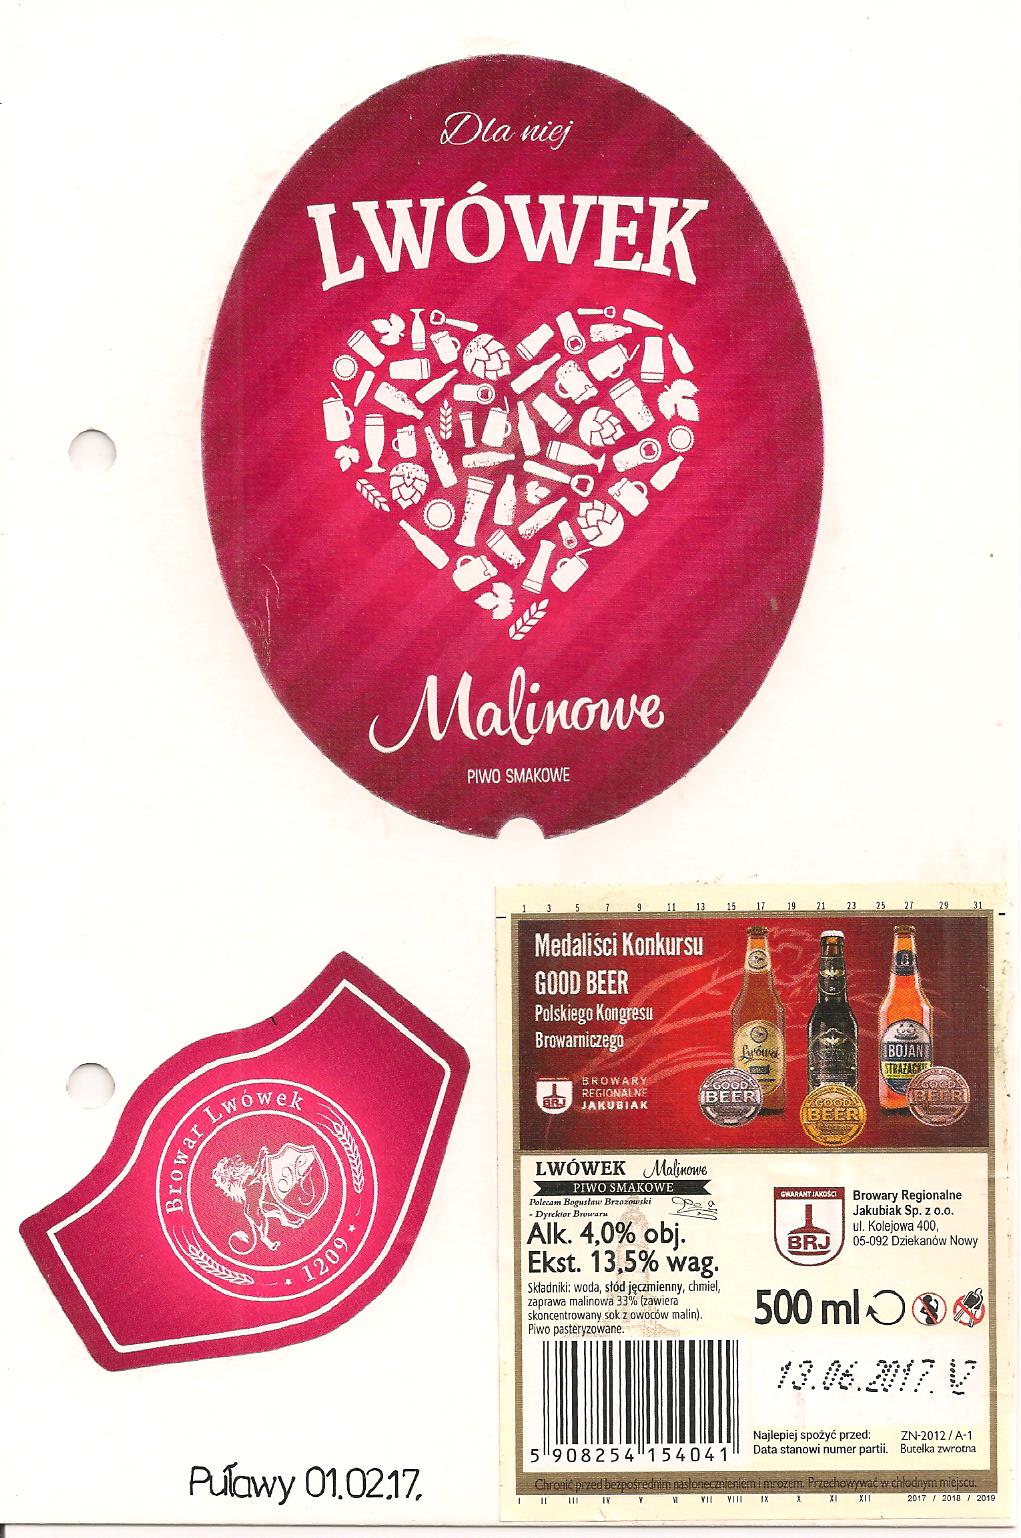 Dla niej
LWÓWEK
Malinowe
PIWO SMAKOWE
Browar Lwówek
* 1209 *
1 3 5 7 9 11 13 15 17 19 21 23 25 27 29 31
Medaliści Konkursu
GOOD BEER
Polskiego Kongresu
Browarniczego
BRJ
BROWARY
REGIONALNE
JAKUBIAK
Lwówek
BOJAN
STRAŻACKIE
GOOD
BEER
GOOD
BEER
GOOD
BEER
LWÓWEK Malinowe
PIWO SMAKOWE
Polecam Bogusław Brzozowski
- Dyrektor Browaru
Alk. 4,0% obj.
Ekst. 13,5% wag.
Składniki: woda, słód jęczmienny, chmiel,
zaprawa malinowa 33% (zawiera
skoncentrowany sok z owoców malin).
Piwo pasteryzowane.
5 908254 154041
GWARANT JAKOŚCI
BRJ
Browary Regionalne
Jakubiak Sp. z o.o.
ul. Kolejowa 400,
05-092 Dziekanów Nowy
500 ml
13.06.2017. V
Najlepiej spożyć przed:
Data stanowi numer partii.
ZN-2012 / A-1
Butelka zwrotna
Chronić przed bezpośrednim nasłonecznieniem i mrozem. Przechowywać w chłodnym miejscu.
I II III IV V VI VII VIII IX X XI XII 2017 / 2018 / 2019
Puławy 01.02.17.